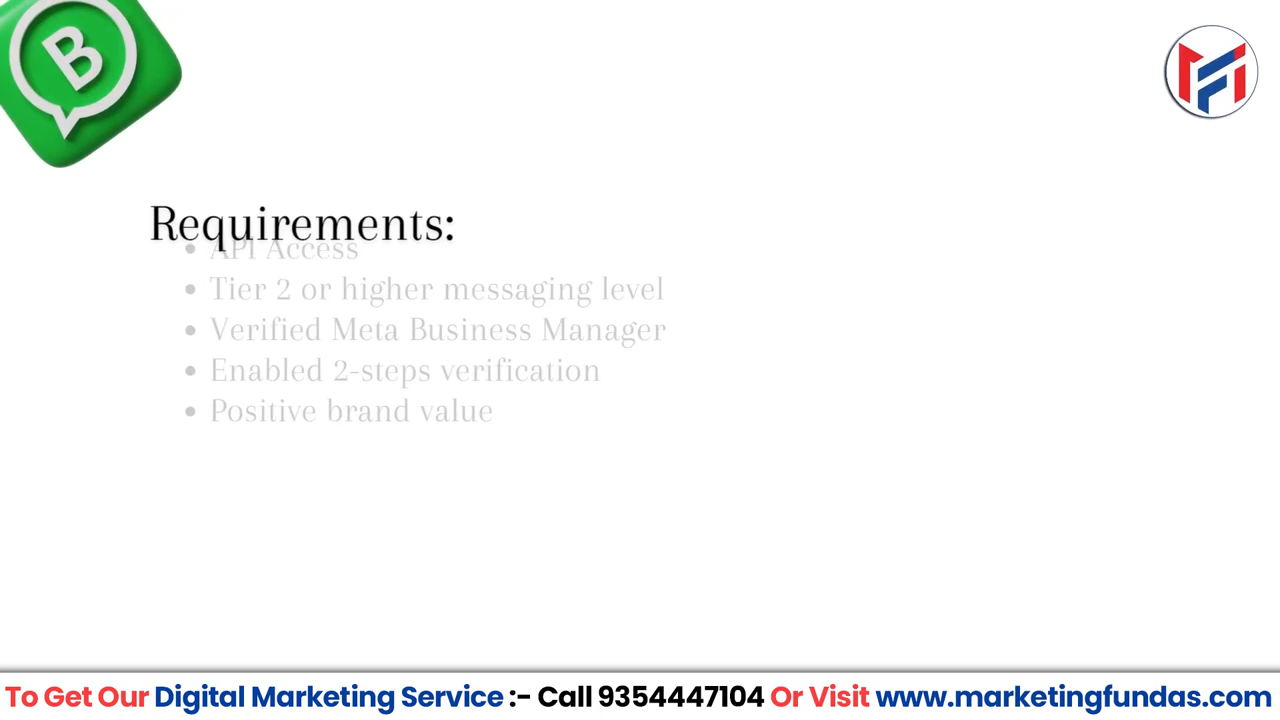 B
Requirements:
• API Access
• Tier 2 or higher messaging level
• Verified Meta Business Manager
• Enabled 2-steps verification
• Positive brand value
To Get Our Digital Marketing Service :- Call 9354447104 Or Visit www.marketingfundas.com